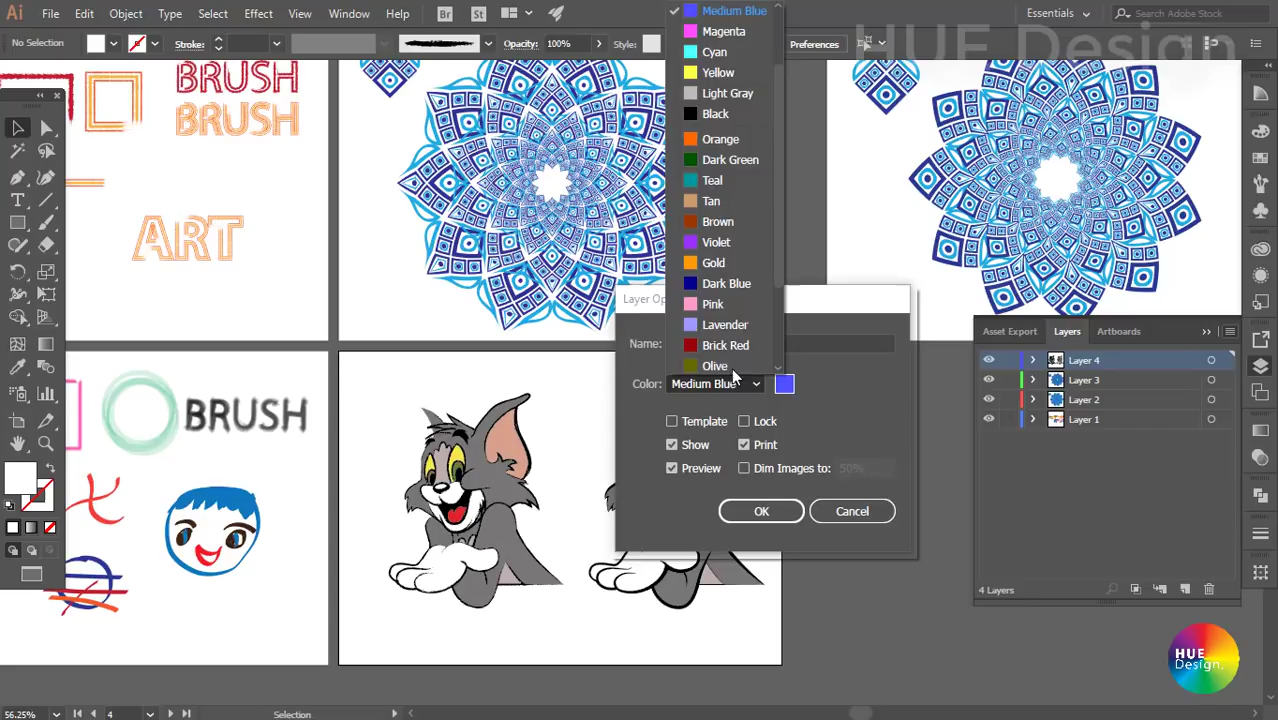 Ai File Edit Object Type Select Effect View Window Help Br St Essentials Search Adobe Stock
HUE Design
No Selection Stroke: Opacity: 100% Style: Preferences
Medium Blue
Magenta
Cyan
Yellow
Light Gray
Black
Orange
Dark Green
Teal
Tan
Brown
Violet
Gold
Dark Blue
Pink
Lavender
Brick Red
Olive
BRUSH
BRUSH
ART
BRUSH
Layer Op
Name:
Color: Medium Blue
Template Lock
Show Print
Preview Dim Images to: 50%
OK Cancel
Asset Export Layers Artboards
Layer 4
Layer 3
Layer 2
Layer 1
4 Layers
HUE
Design.
56.25% 4 Selection